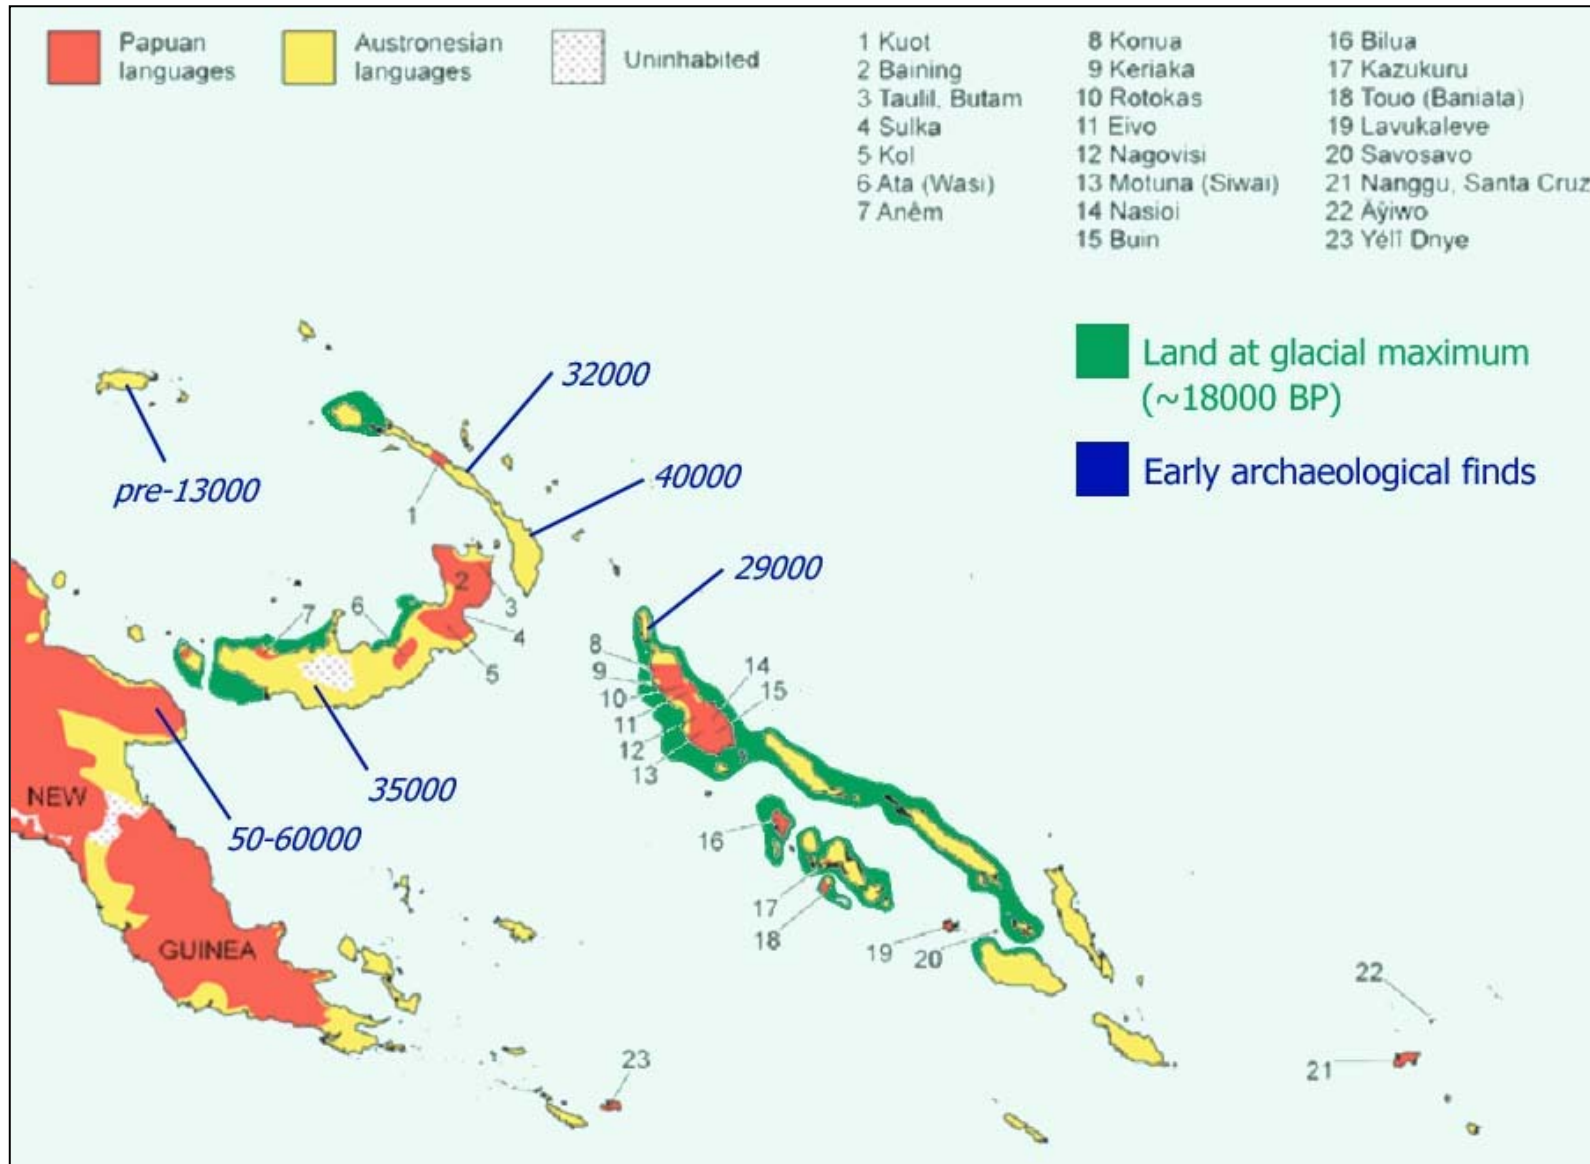 Papuan
languages
Austronesian
languages
Uninhabited
1 Kuot
2 Baining
3 Taulil, Butam
4 Sulka
5 Kol
6 Ata (Wasi)
7 Anêm
8 Konua
9 Keriaka
10 Rotokas
11 Eivo
12 Nagovisi
13 Motuna (Siwai)
14 Nasioi
15 Buin
16 Bilua
17 Kazukuru
18 Touo (Baniata)
19 Lavukaleve
20 Savosavo
21 Nanggu, Santa Cruz
22 Äŷiwo
23 Yélî Dnye
Land at glacial maximum
(~18000 BP)
Early archaeological finds
32000
pre-13000
40000
1
29000
2
3
7
6
4
5
8
9
10
11
12
13
14
15
35000
NEW
50-60000
16
17
18
GUINEA
19
20
22
21
23